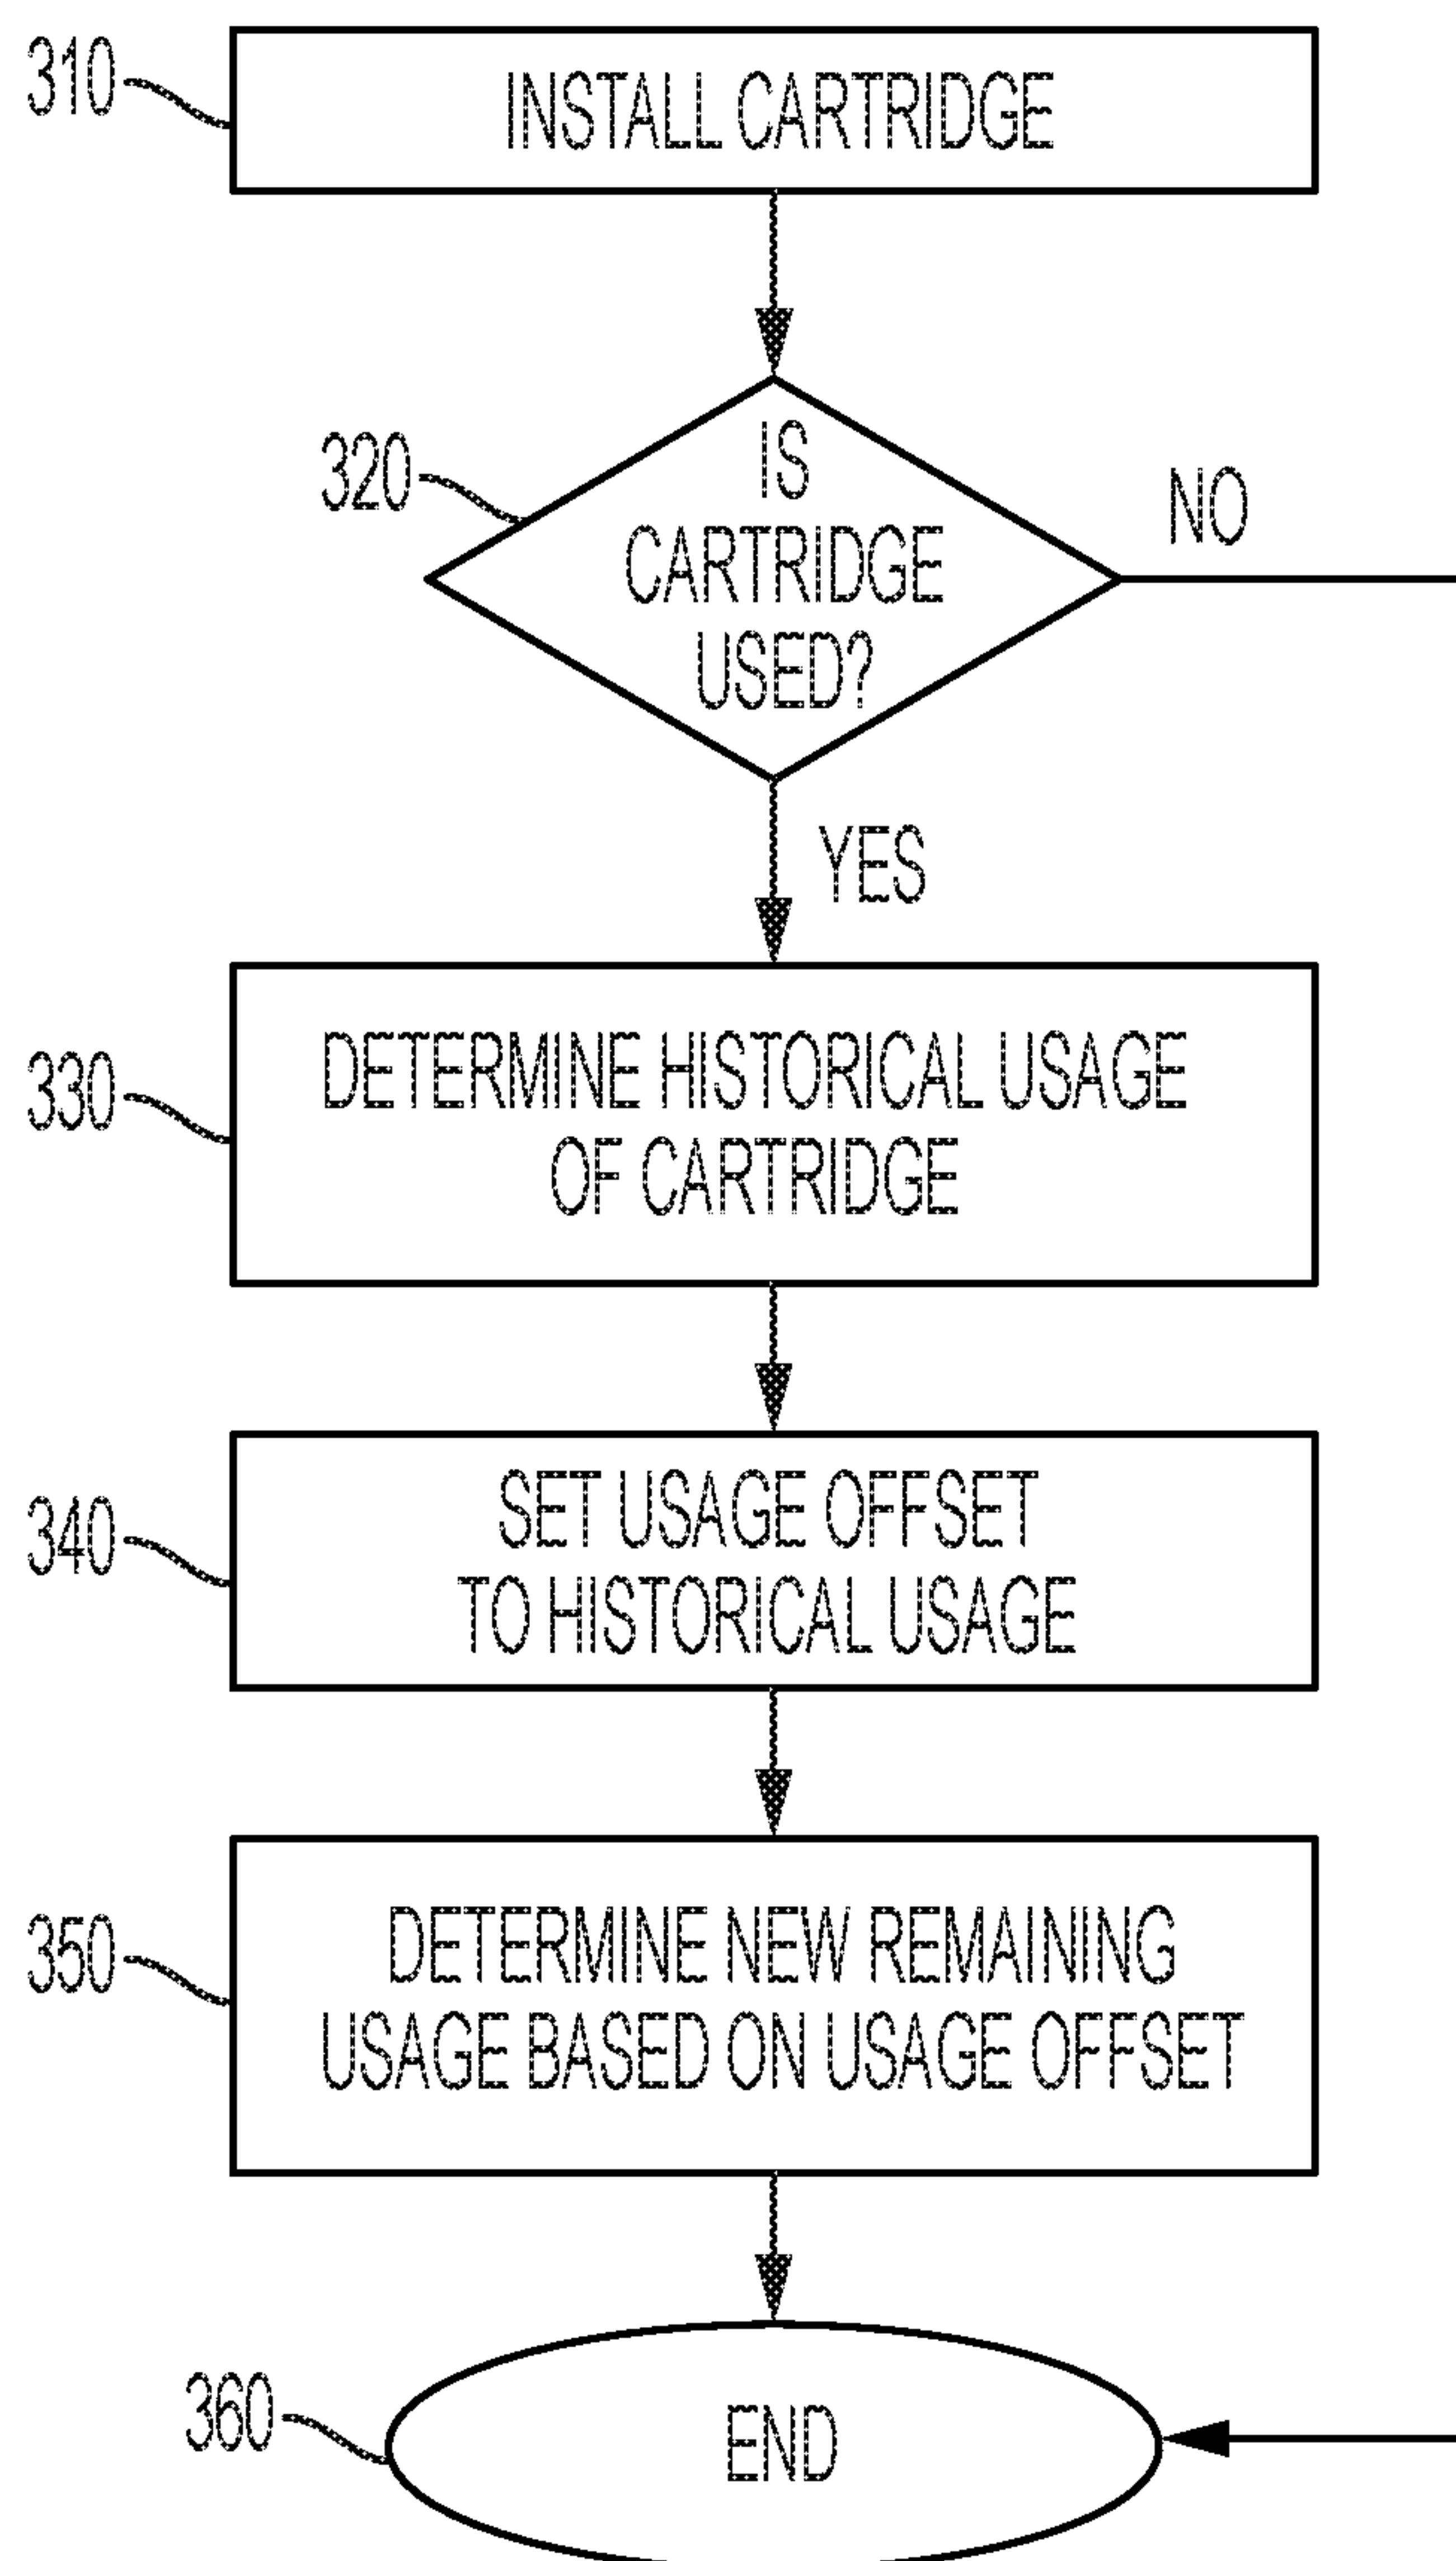 310
INSTALL CARTRIDGE
320
IS
CARTRIDGE
USED?
NO
YES
330
DETERMINE HISTORICAL USAGE
OF CARTRIDGE
340
SET USAGE OFFSET
TO HISTORICAL USAGE
350
DETERMINE NEW REMAINING
USAGE BASED ON USAGE OFFSET
360
END